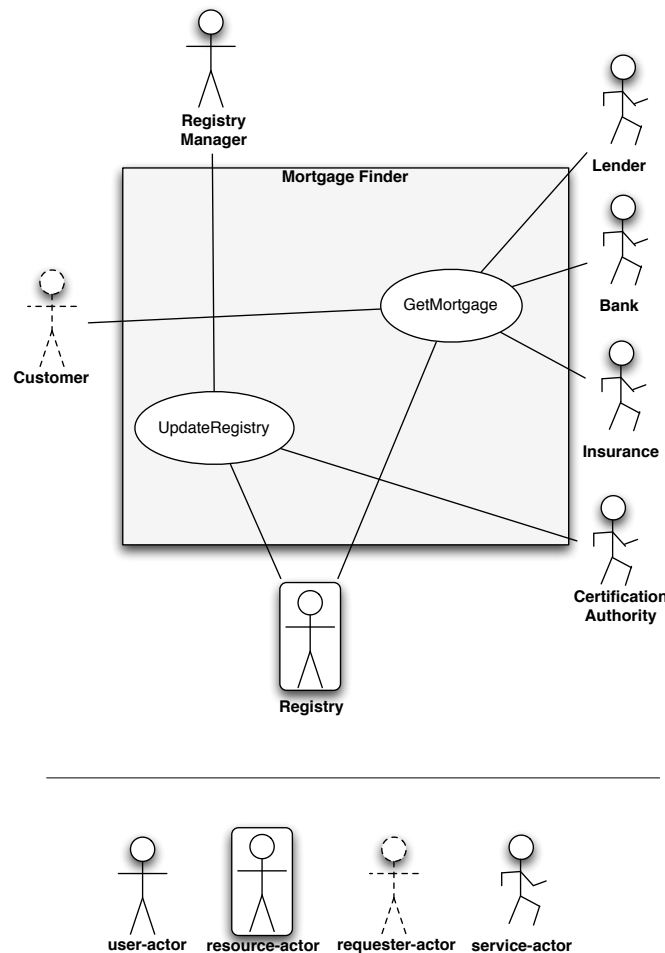 Registry
Manager
Lender
Mortgage Finder
Bank
GetMortgage
Customer
UpdateRegistry
Insurance
Certification
Authority
Registry
user-actor
resource-actor
requester-actor
service-actor